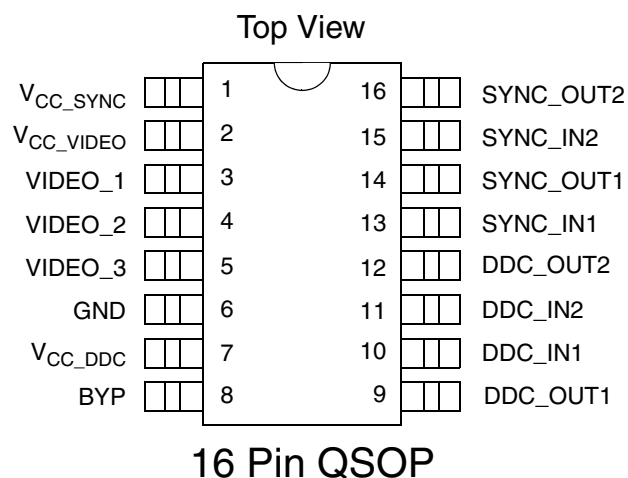 Top View
V_CC_SYNC 1 16 SYNC_OUT2
V_CC_VIDEO 2 15 SYNC_IN2
VIDEO_1 3 14 SYNC_OUT1
VIDEO_2 4 13 SYNC_IN1
VIDEO_3 5 12 DDC_OUT2
GND 6 11 DDC_IN2
V_CC_DDC 7 10 DDC_IN1
BYP 8 9 DDC_OUT1
16 Pin QSOP